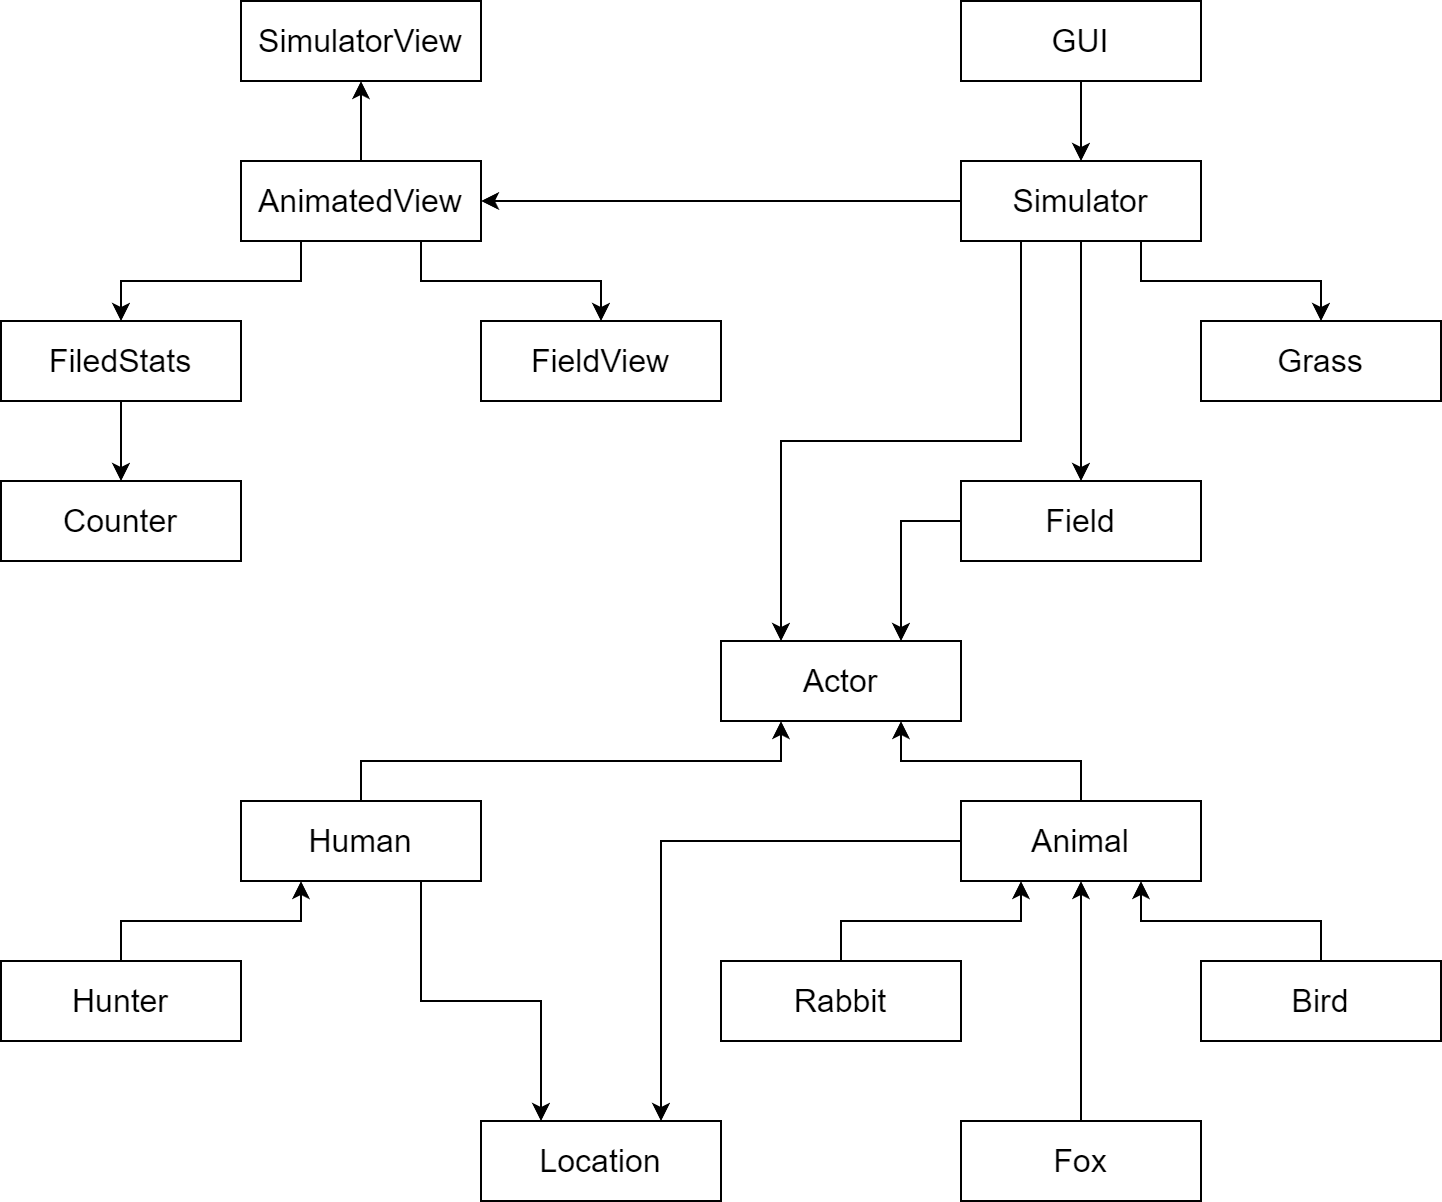 SimulatorView
GUI
AnimatedView
Simulator
FiledStats
FieldView
Grass
Counter
Field
Actor
Human
Animal
Hunter
Rabbit
Bird
Location
Fox